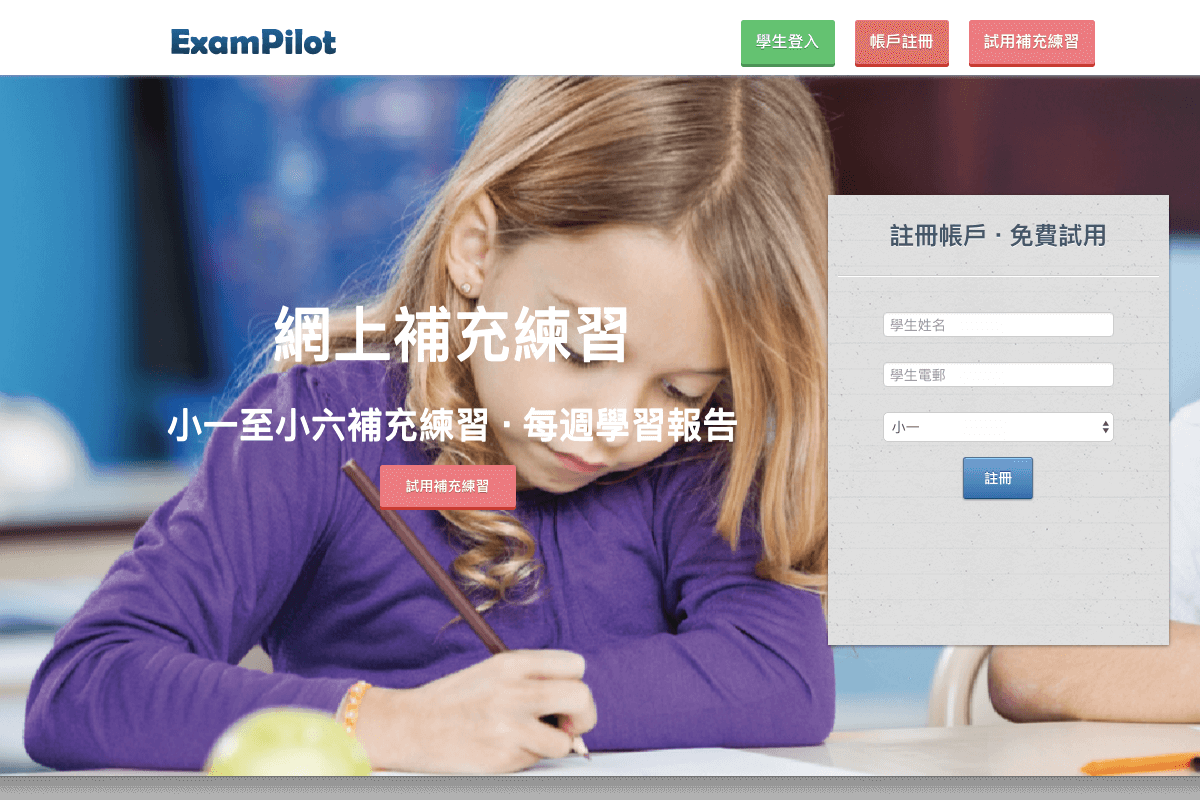 ExamPilot
學生登入
帳戶註冊
試用補充練習
註冊帳戶 · 免費試用
網上補充練習
小一至小六補充練習 · 每週學習報告
試用補充練習
學生姓名
學生電郵
小一
註冊